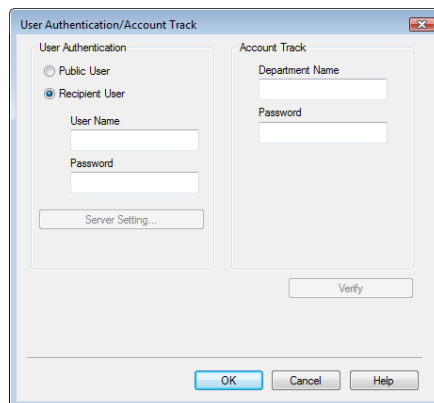 User Authentication/Account Track
User Authentication
Public User
Recipient User
User Name
Password
Server Setting...
Account Track
Department Name
Password
Verify
OK
Cancel
Help